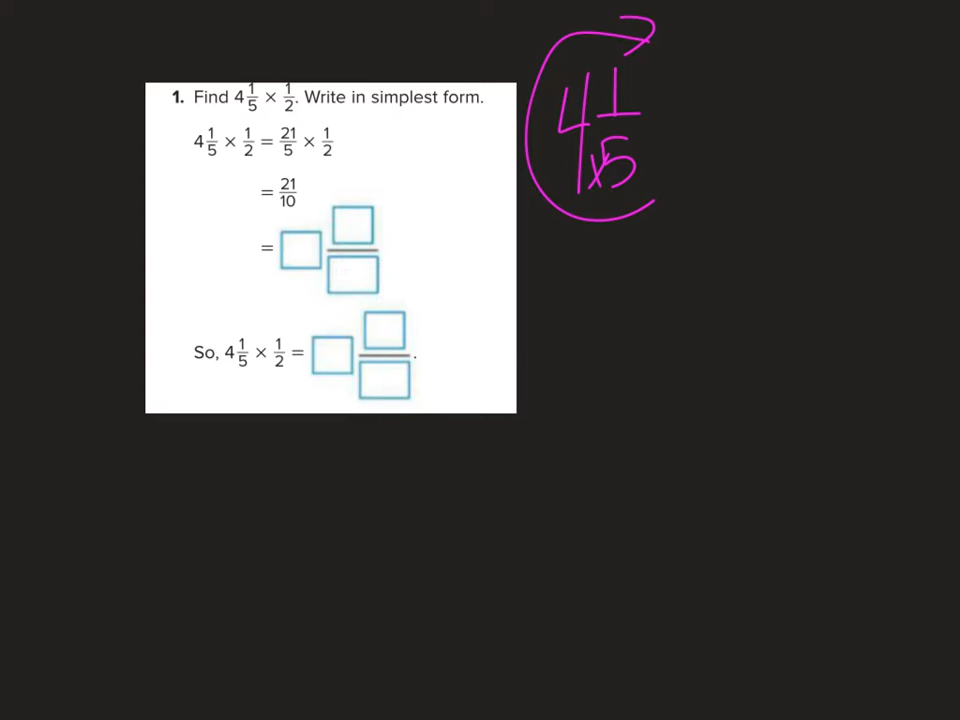 1. Find 4 1/5 × 1/2. Write in simplest form.
4 1/5 × 1/2 = 21/5 × 1/2
= 21/10
=
So, 4 1/5 × 1/2 = .
4 1
×5